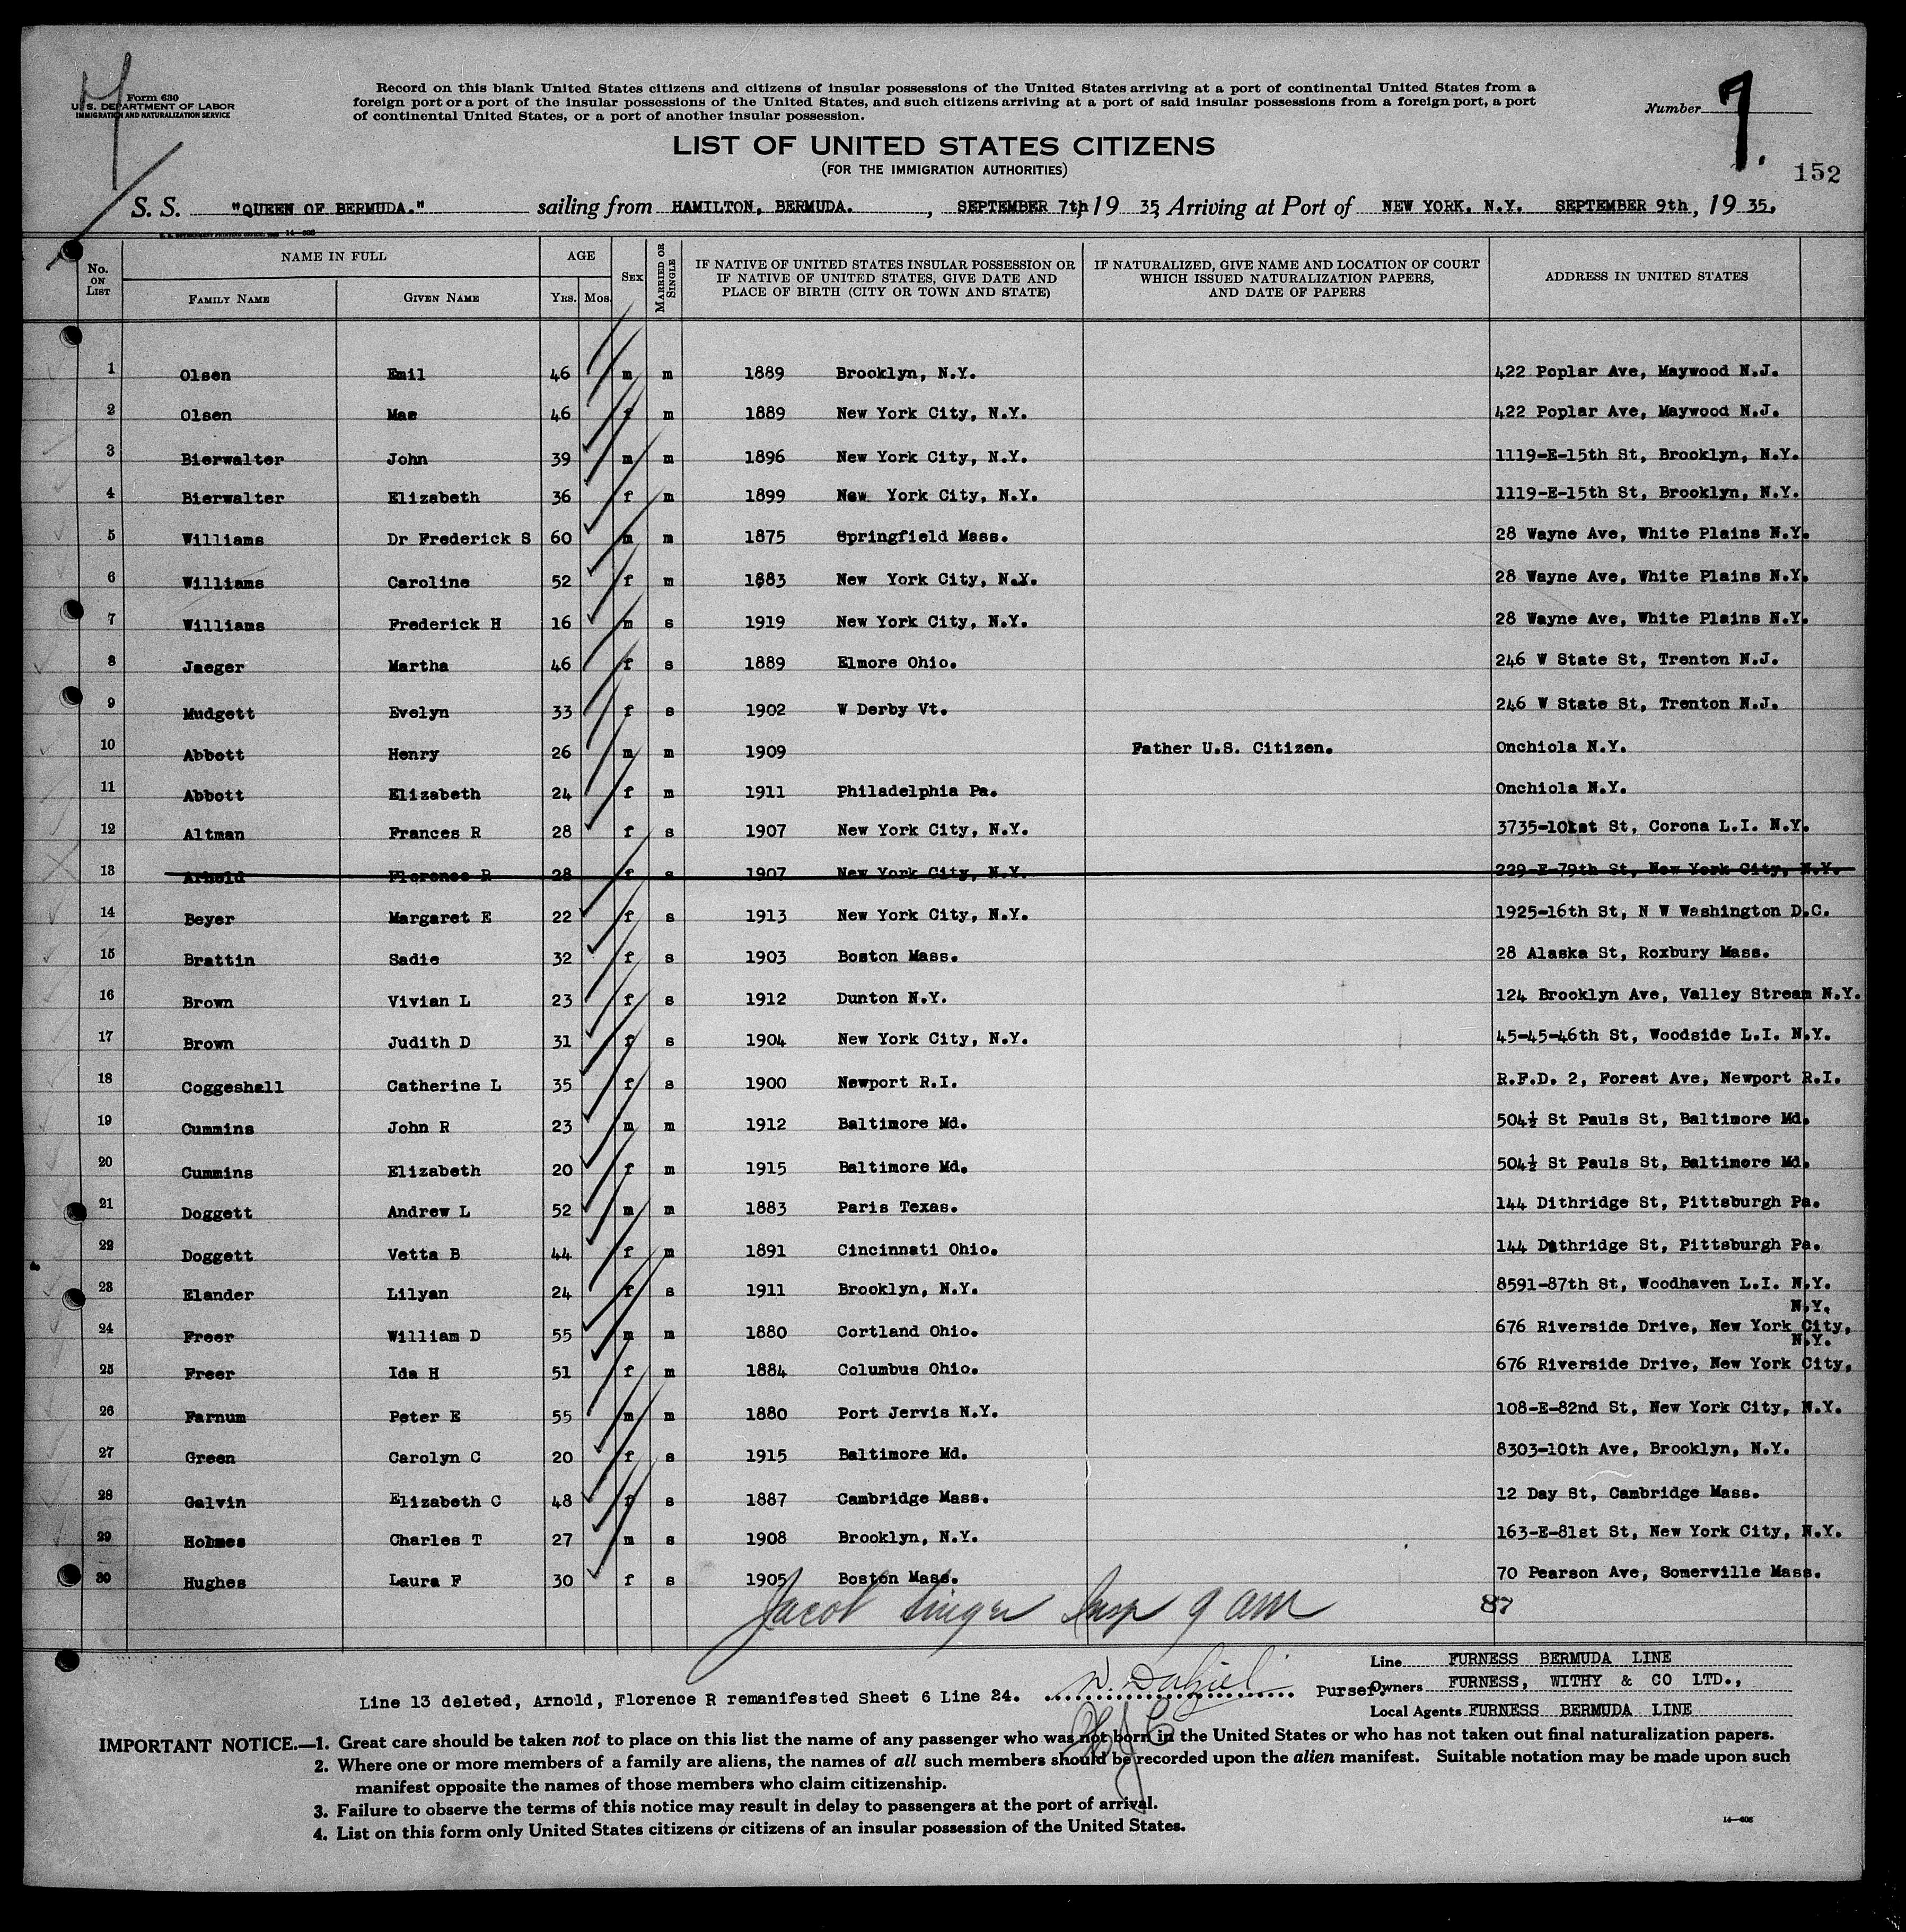 Form 630
U. S. DEPARTMENT OF LABOR
IMMIGRATION AND NATURALIZATION SERVICE
Record on this blank United States citizens and citizens of insular possessions of the United States arriving at a port of continental United States from a
foreign port or a port of the insular possessions of the United States, and such citizens arriving at a port of said insular possessions from a foreign port, a port
of continental United States, or a port of another insular possession.
Number 7.
LIST OF UNITED STATES CITIZENS
(FOR THE IMMIGRATION AUTHORITIES)
152
S. S. "QUEEN OF BERMUDA." sailing from HAMILTON, BERMUDA. , SEPTEMBER 7th, 19 35, Arriving at Port of NEW YORK. N.Y. SEPTEMBER 9th, 19 35.
No. ON LIST NAME IN FULL FAMILY NAME GIVEN NAME AGE YRS. MOS. SEX MARRIED OR SINGLE IF NATIVE OF UNITED STATES INSULAR POSSESSION OR IF NATIVE OF UNITED STATES, GIVE DATE AND PLACE OF BIRTH (CITY OR TOWN AND STATE) IF NATURALIZED, GIVE NAME AND LOCATION OF COURT WHICH ISSUED NATURALIZATION PAPERS, AND DATE OF PAPERS ADDRESS IN UNITED STATES
1 Olsen Emil 46 m m 1889 Brooklyn, N.Y. 422 Poplar Ave, Maywood N.J.
2 Olsen Mae 46 f m 1889 New York City, N.Y. 422 Poplar Ave, Maywood N.J.
3 Bierwalter John 39 m m 1896 New York City, N.Y. 1119-E-15th St, Brooklyn, N.Y.
4 Bierwalter Elizabeth 36 f m 1899 New York City, N.Y. 1119-E-15th St, Brooklyn, N.Y.
5 Williams Dr Frederick S 60 m m 1875 Springfield Mass. 28 Wayne Ave, White Plains N.Y.
6 Williams Caroline 52 f m 1883 New York City, N.Y. 28 Wayne Ave, White Plains N.Y.
7 Williams Frederick H 16 m s 1919 New York City, N.Y. 28 Wayne Ave, White Plains N.Y.
8 Jaeger Martha 46 f s 1889 Elmore Ohio. 246 W State St, Trenton N.J.
9 Mudgett Evelyn 33 f s 1902 W Derby Vt. 246 W State St, Trenton N.J.
10 Abbott Henry 26 m m 1909 Father U.S. Citizen. Onchiola N.Y.
11 Abbott Elizabeth 24 f m 1911 Philadelphia Pa. Onchiola N.Y.
12 Altman Frances R 28 f s 1907 New York City, N.Y. 3735-101st St, Corona L.I. N.Y.
13 Arnold Florence R 28 f s 1907 New York City, N.Y. 229-E-79th St, New York City, N.Y.
14 Beyer Margaret E 22 f s 1913 New York City, N.Y. 1925-16th St, N W Washington D.C.
15 Brattin Sadie 32 f s 1903 Boston Mass. 28 Alaska St, Roxbury Mass.
16 Brown Vivian L 23 f s 1912 Dunton N.Y. 124 Brooklyn Ave, Valley Stream N.Y.
17 Brown Judith D 31 f s 1904 New York City, N.Y. 45-45-46th St, Woodside L.I. N.Y.
18 Coggeshall Catherine L 35 f s 1900 Newport R.I. R.F.D. 2, Forest Ave, Newport R.I.
19 Cummins John R 23 m m 1912 Baltimore Md. 504½ St Pauls St, Baltimore Md.
20 Cummins Elizabeth 20 f m 1915 Baltimore Md. 504½ St Pauls St, Baltimore Md.
21 Doggett Andrew L 52 m m 1883 Paris Texas. 144 Dithridge St, Pittsburgh Pa.
22 Doggett Vetta B 44 f m 1891 Cincinnati Ohio. 144 Dithridge St, Pittsburgh Pa.
23 Elander Lilyan 24 f s 1911 Brooklyn, N.Y. 8591-87th St, Woodhaven L.I. N.Y.
N.Y.
24 Freer William D 55 m m 1880 Cortland Ohio. 676 Riverside Drive, New York City,
N.Y.
25 Freer Ida H 51 f m 1884 Columbus Ohio. 676 Riverside Drive, New York City,
26 Farnum Peter E 55 m m 1880 Port Jervis N.Y. 108-E-82nd St, New York City, N.Y.
27 Green Carolyn C 20 f s 1915 Baltimore Md. 8303-10th Ave, Brooklyn, N.Y.
28 Galvin Elizabeth C 48 f s 1887 Cambridge Mass. 12 Day St, Cambridge Mass.
29 Holmes Charles T 27 m s 1908 Brooklyn, N.Y. 163-E-81st St, New York City, N.Y.
30 Hughes Laura F 30 f s 1905 Boston Mass. 70 Pearson Ave, Somerville Mass.
Jacob Singer Insp 9 am
87
Line FURNESS BERMUDA LINE
Line 13 deleted, Arnold, Florence R remanifested Sheet 6 Line 24. Purser.
Owners FURNESS, WITHY & CO LTD.,
Local Agents FURNESS BERMUDA LINE
IMPORTANT NOTICE.—1. Great care should be taken not to place on this list the name of any passenger who was not born in the United States or who has not taken out final naturalization papers.
2. Where one or more members of a family are aliens, the names of all such members should be recorded upon the alien manifest. Suitable notation may be made upon such
manifest opposite the names of those members who claim citizenship.
3. Failure to observe the terms of this notice may result in delay to passengers at the port of arrival.
4. List on this form only United States citizens or citizens of an insular possession of the United States.
14—608